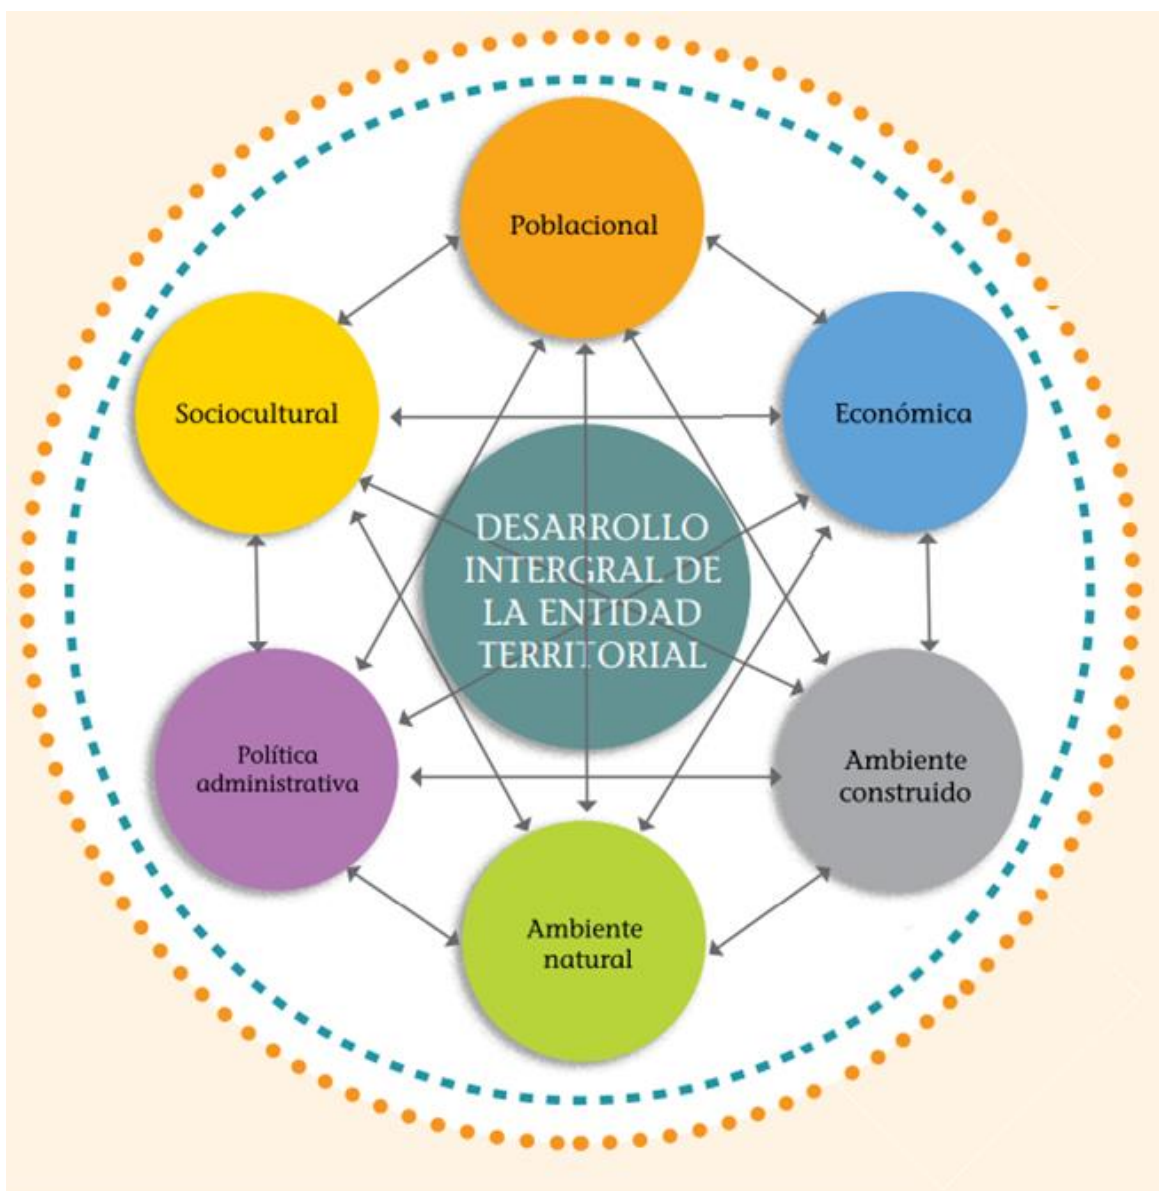 Poblacional
Sociocultural
Económica
DESARROLLO
INTERGRAL DE
LA ENTIDAD
TERRITORIAL
Política
administrativa
Ambiente
construido
Ambiente
natural